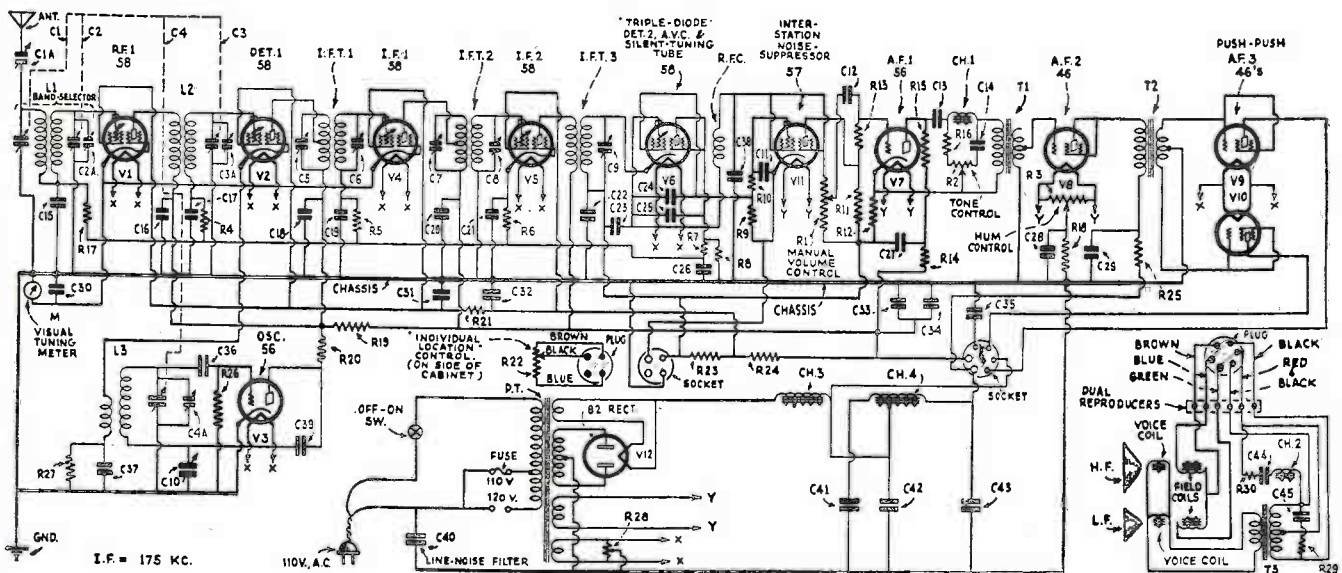 ANT.
C1
C2
C4
C3
C1A
R.F.1
58
DET.1
58
I.F.T.1
I.F.1
58
I.F.T.2
I.F.2
58
I.F.T.3
"TRIPLE-DIODE"
DET.2, A.V.C. &
SILENT-TUNING
TUBE
58
R.F.C.
INTER-
STATION
NOISE-
SUPPRESSOR
57
C12
R13
A.F.1
56
R15
C13
CH.1
C14
T1
A.F.2
46
T2
PUSH-PUSH
A.F.3
46's
L1
BAND-SELECTOR
L2
C2A
V1
C3A
V2
C5
C6
V4
C7
C8
V5
C9
C22
C23
C24
C25
V6
C38
C11
R10
V11
R11
R12
V7
R16
R2
TONE
CONTROL
R3
V8
HUM
CONTROL
V9
V10
C15
R17
C16
C17
R4
C18
C19
R5
C20
C21
R6
R7
R8
R9
C26
R1
MANUAL
VOLUME
CONTROL
C27
R14
C28
R18
C29
R25
X X
Y Y
CHASSIS
CHASSIS
C30
M
VISUAL
TUNING
METER
C31
C32
R21
C33
C34
C35
L3
C36
OSC.
56
R26
R20
R19
V3
C4A
C39
R27
C37
C10
GND.
I.F. = 175 KC.
*INDIVIDUAL
LOCATION
CONTROL
(ON SIDE OF
CABINET)
R22
BROWN
BLACK
BLUE
PLUG
SOCKET
R23
R24
SOCKET
P.T.
82 RECT.
V12
CH.3
CH.4
OFF-ON
SW.
FUSE
110 V.
120 V.
110V., A.C.
C40
LINE-NOISE FILTER
R28
Y
Y
X
X
C41
C42
C43
PLUG
BROWN
BLUE
GREEN
BLACK
RED
&
BLACK
DUAL
REPRODUCERS
VOICE
COIL
H.F.
FIELD
COILS
L.F.
VOICE COIL
C44
CH.2
R30
C45
T3
R29